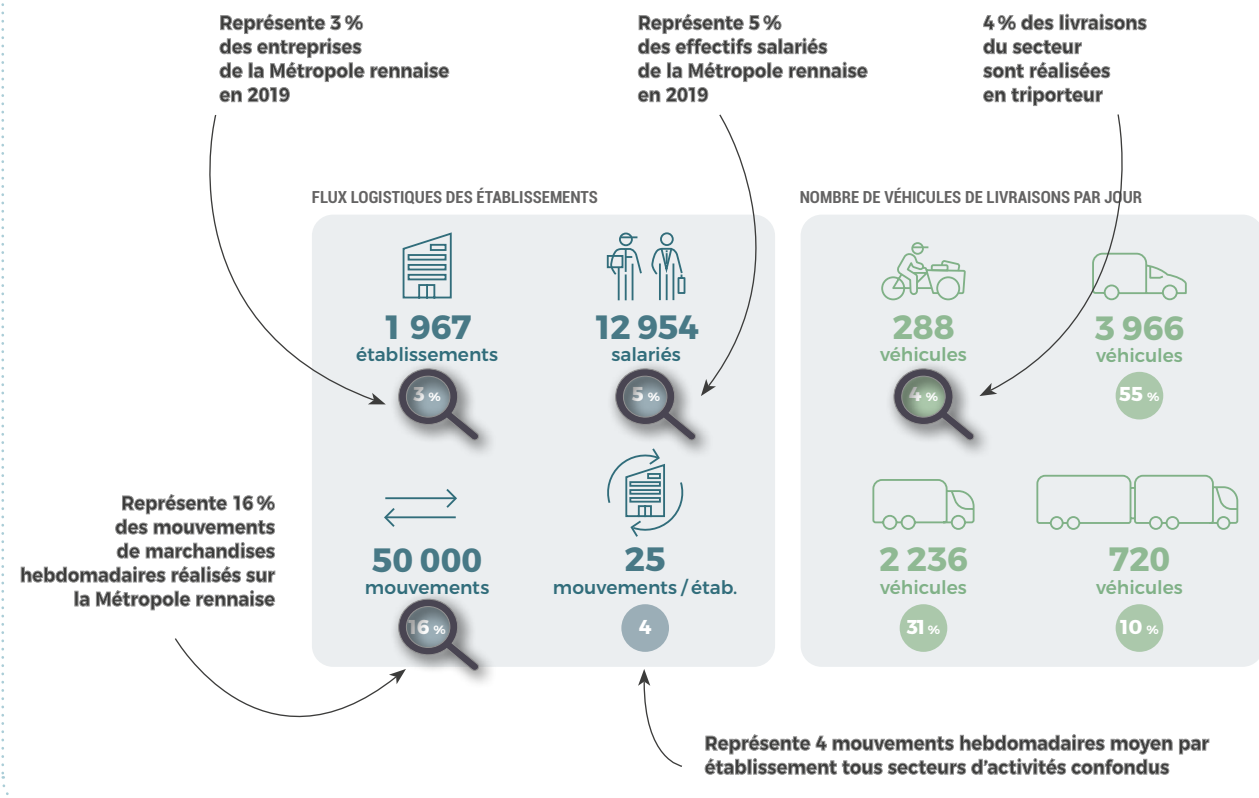 Représente 3 %
des entreprises
de la Métropole rennaise
en 2019
Représente 5 %
des effectifs salariés
de la Métropole rennaise
en 2019
4 % des livraisons
du secteur
sont réalisées
en triporteur
FLUX LOGISTIQUES DES ÉTABLISSEMENTS
1 967
établissements
3 %
12 954
salariés
5 %
Représente 16 %
des mouvements
de marchandises
hebdomadaires réalisés sur
la Métropole rennaise
50 000
mouvements
16 %
25
mouvements / étab.
4
NOMBRE DE VÉHICULES DE LIVRAISONS PAR JOUR
288
véhicules
4 %
3 966
véhicules
55 %
2 236
véhicules
31 %
720
véhicules
10 %
Représente 4 mouvements hebdomadaires moyen par
établissement tous secteurs d'activités confondus